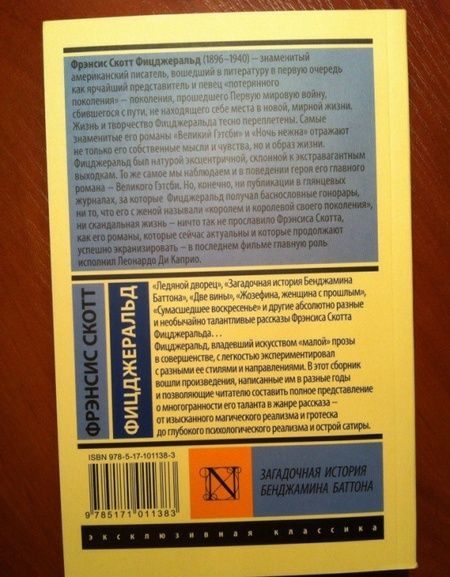 Фрэнсис Скотт Фицджеральд (1896–1940) – знаменитый
американский писатель, вошедший в литературу в первую очередь
как ярчайший представитель и певец «потерянного
поколения» – поколения, прошедшего Первую мировую войну,
сбившегося с пути, не находящего себе места в новой, мирной жизни.
Жизнь и творчество Фицджеральда тесно переплетены. Самые
знаменитые его романы «Великий Гэтсби» и «Ночь нежна» отражают
не только его собственные мысли и чувства, но и образ жизни.
Фицджеральд был натурой эксцентричной, склонной к экстравагантным
выходкам. То же самое мы наблюдаем и в поведении героя его главного
романа – Великого Гэтсби. Но, конечно, ни публикации в глянцевых
журналах, за которые Фицджеральд получал баснословные гонорары,
ни то, что его с женой называли «королем и королевой своего поколения»,
ни скандальная жизнь – ничто так не прославило Фрэнсиса Скотта,
как его романы, которые сейчас актуальны и которые продолжают
успешно экранизировать – в последнем фильме главную роль
исполнил Леонардо Ди Каприо.
ФРЭНСИС СКОТТ
ФИЦДЖЕРАЛЬД
«Ледяной дворец», «Загадочная история Бенджамина
Баттона», «Две вины», «Жозефина, женщина с прошлым»,
«Сумасшедшее воскресенье» и другие абсолютно разные
и необычайно талантливые рассказы Фрэнсиса Скотта
Фицджеральда…
Фицджеральд, владевший искусством «малой» прозы
в совершенстве, с легкостью экспериментировал
с разными ее стилями и направлениями. В этот сборник
вошли произведения, написанные им в разные годы
и позволяющие читателю составить полное представление
о многогранности его таланта в жанре рассказа –
от изысканного магического реализма и гротеска
до глубокого психологического реализма и острой сатиры.
ISBN 978-5-17-101138-3
9 785171 011383
N
ЗАГАДОЧНАЯ ИСТОРИЯ
БЕНДЖАМИНА БАТТОНА
эксклюзивная классика